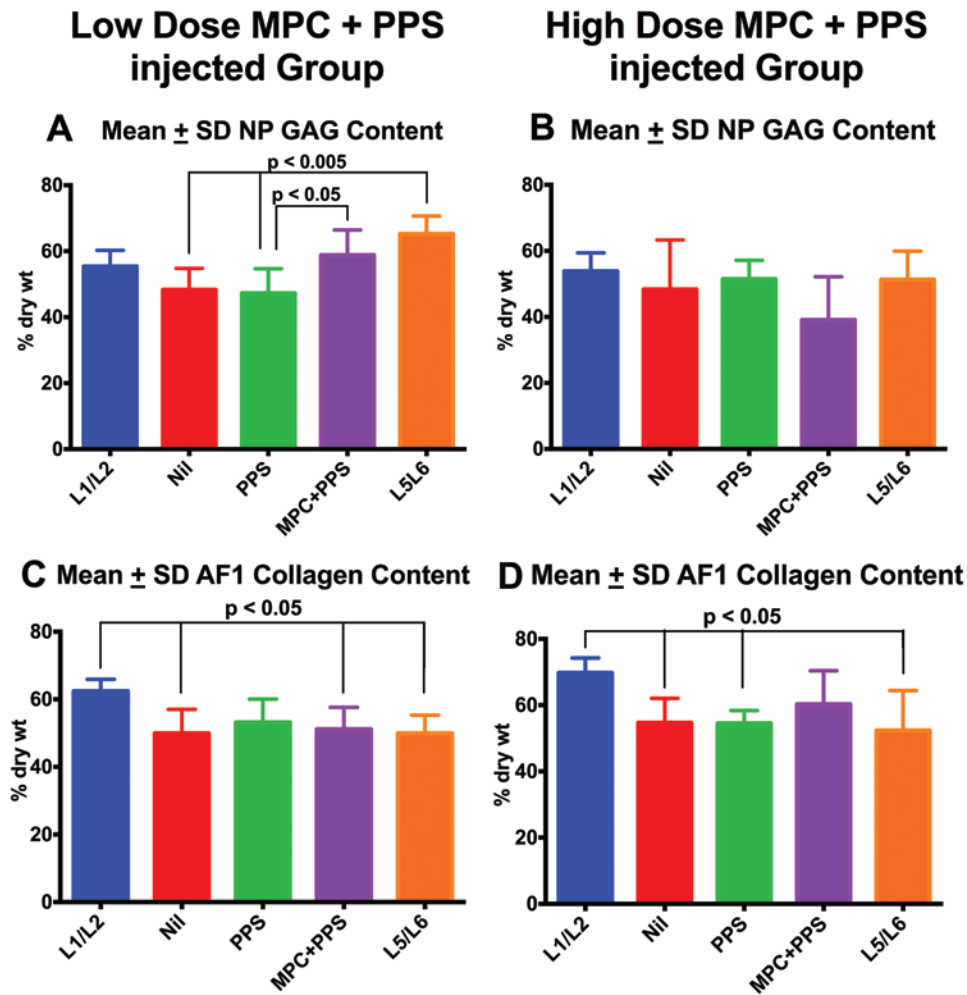 Low Dose MPC + PPS
injected Group
High Dose MPC + PPS
injected Group
A Mean ± SD NP GAG Content
p < 0.005
p < 0.05
80
60
40
20
0
% dry wt
L1/L2
Nil
PPS
MPC+PPS
L5/L6
B Mean ± SD NP GAG Content
80
60
40
20
0
% dry wt
L1/L2
Nil
PPS
MPC+PPS
L5/L6
C Mean ± SD AF1 Collagen Content
p < 0.05
80
60
40
20
0
% dry wt
L1/L2
Nil
PPS
MPC+PPS
L5/L6
D Mean ± SD AF1 Collagen Content
p < 0.05
80
60
40
20
0
% dry wt
L1/L2
Nil
PPS
MPC+PPS
L5/L6